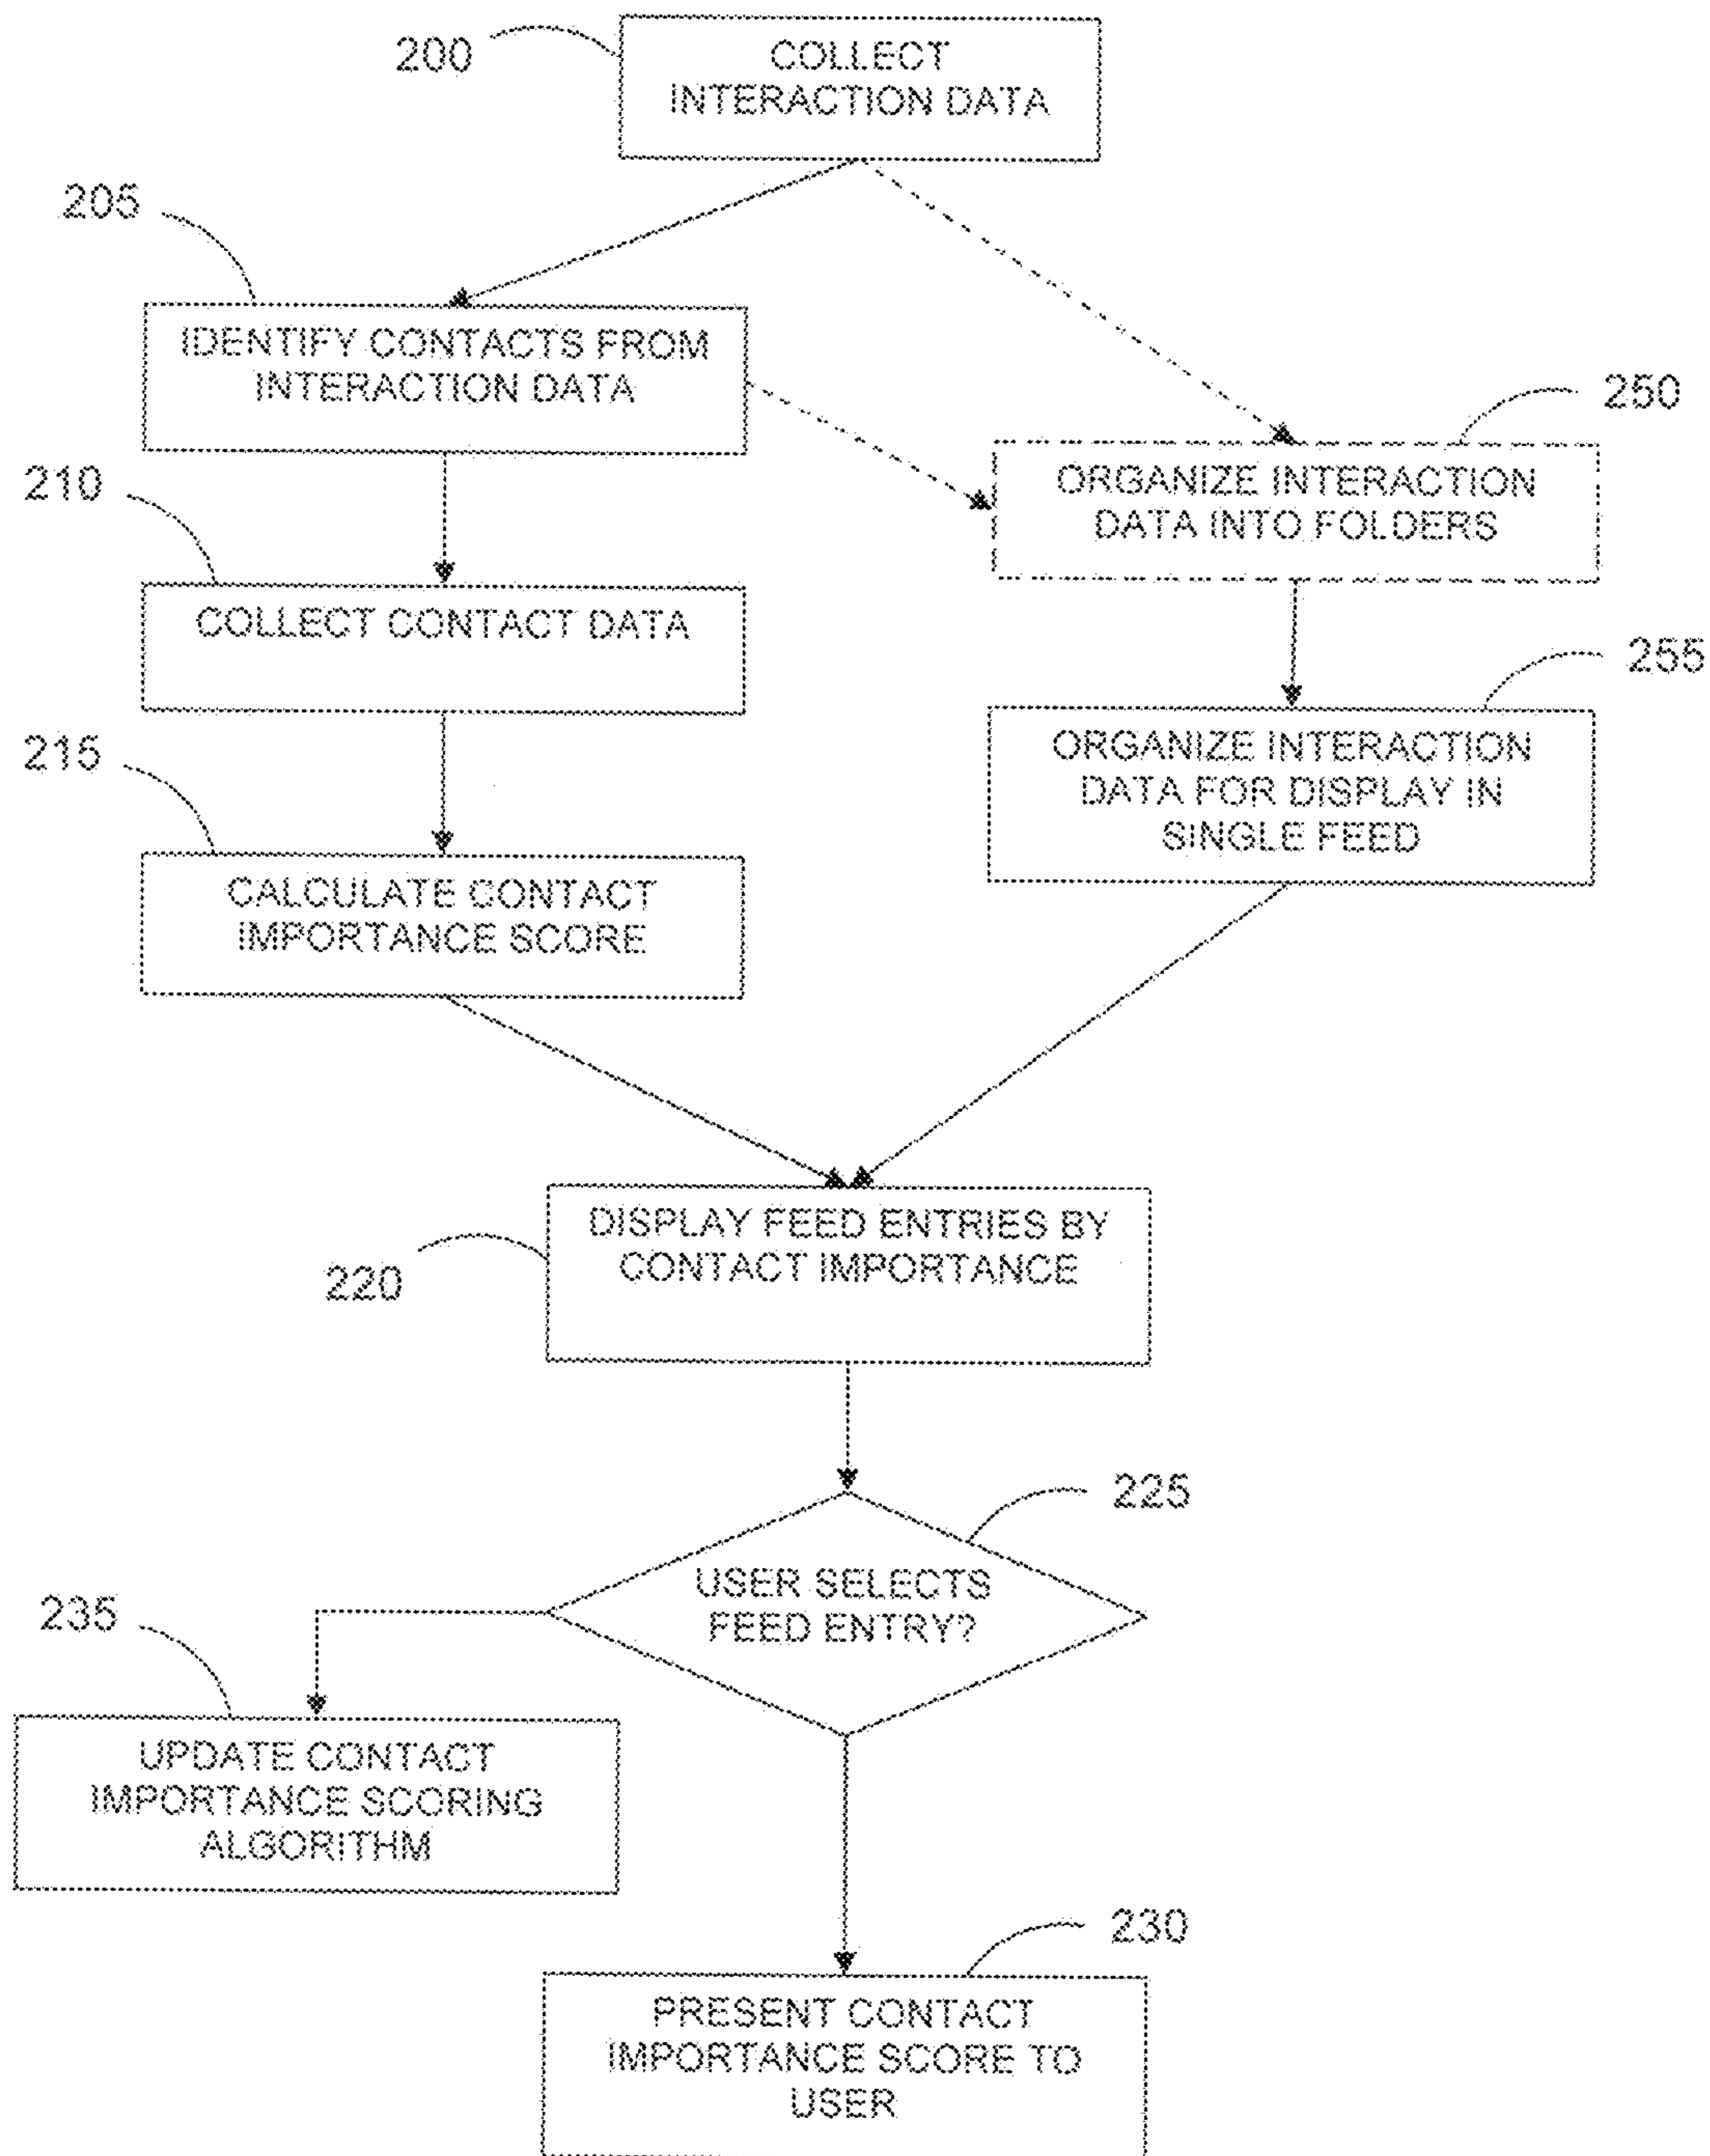 200
COLLECT
INTERACTION DATA
205
IDENTIFY CONTACTS FROM
INTERACTION DATA
250
ORGANIZE INTERACTION
DATA INTO FOLDERS
210
COLLECT CONTACT DATA
255
ORGANIZE INTERACTION
DATA FOR DISPLAY IN
SINGLE FEED
215
CALCULATE CONTACT
IMPORTANCE SCORE
DISPLAY FEED ENTRIES BY
CONTACT IMPORTANCE
220
225
USER SELECTS
FEED ENTRY?
235
UPDATE CONTACT
IMPORTANCE SCORING
ALGORITHM
230
PRESENT CONTACT
IMPORTANCE SCORE TO
USER